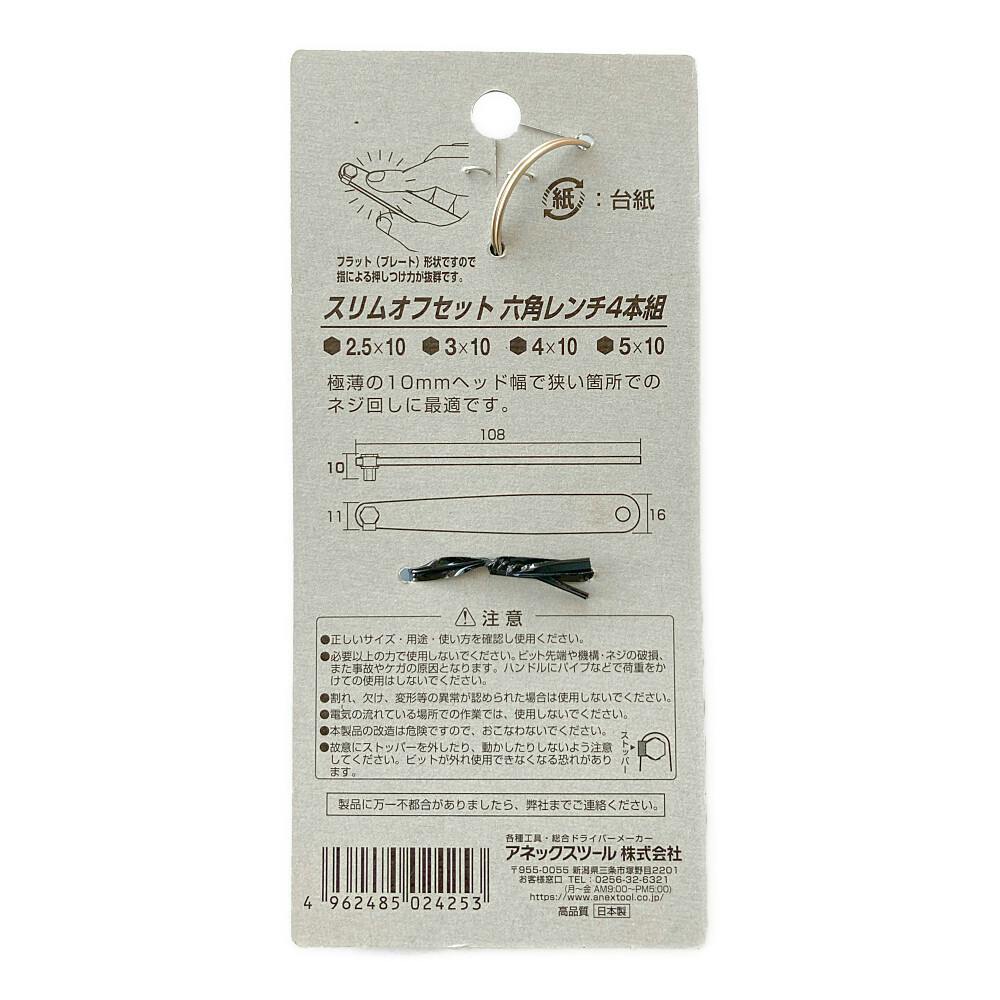 紙：台紙
フラット（プレート）形状ですので
指による押しつけ力が抜群です。
スリムオフセット 六角レンチ4本組
2.5×10 3×10 4×10 5×10
極薄の10mmヘッド幅で狭い箇所での
ネジ回しに最適です。
108
10
11
16
注意
●正しいサイズ・用途・使い方を確認し使用ください。
●必要以上の力で使用しないでください。ビット先端や機構・ネジの破損、
また事故やケガの原因となります。ハンドルにパイプなどで荷重をか
けての使用はしないでください。
●割れ、欠け、変形等の異常が認められた場合は使用しないでください。
●電気の流れている場所での作業では、使用しないでください。
●本製品の改造は危険ですので、おこなわないでください。
●故意にストッパーを外したり、動かしたりしないよう注意
してください。ビットが外れ使用できなくなる恐れがあり
ます。
ストッパー
製品に万一不都合がありましたら、弊社までご連絡ください。
各種工具・総合ドライバーメーカー
アネックスツール 株式会社
〒955-0055 新潟県三条市塚野目2201
お客様窓口 TEL：0256-32-6321
(月〜金 AM9:00〜PM5:00)
https://www.anextool.co.jp/
高品質 日本製
4 962485 024253